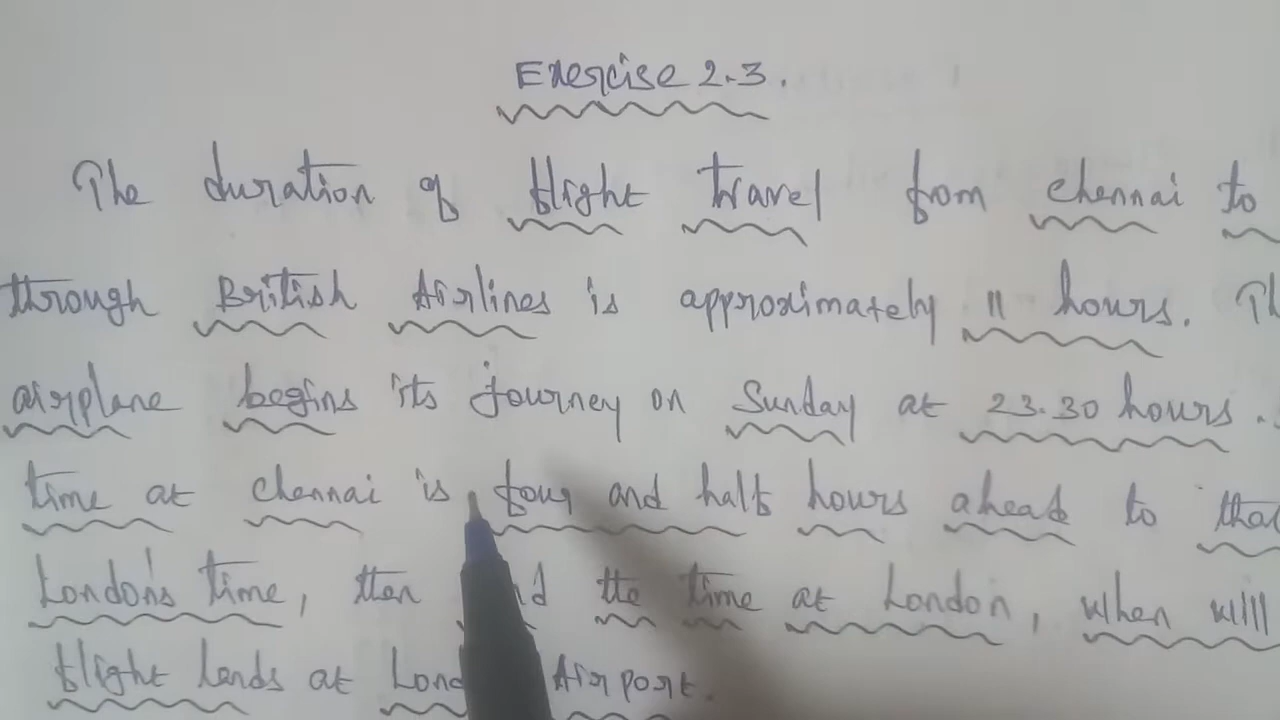 Exercise 2.3.
The duration of flight travel from chennai to
through British Airlines is approximately 11 hours. Th
airplane begins its journey on Sunday at 23.30 hours.
time at chennai is four and half hours ahead to that
London's time, then the time at London, when will
flight lands at Airport.